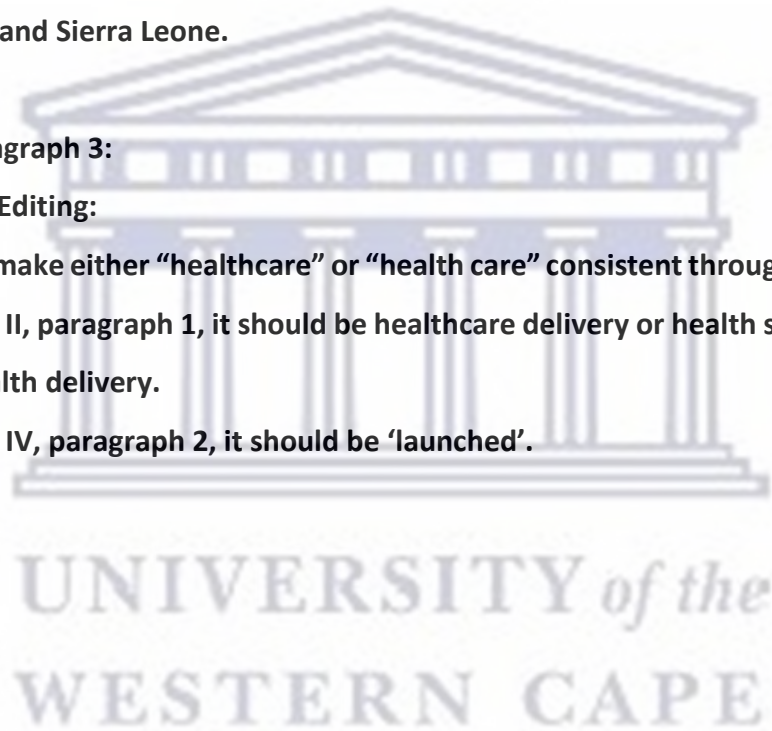 and Sierra Leone.
agraph 3:
Editing:
make either “healthcare” or “health care” consistent throug
II, paragraph 1, it should be healthcare delivery or health s
lth delivery.
IV, paragraph 2, it should be ‘launched’.
UNIVERSITY of the
WESTERN CAPE